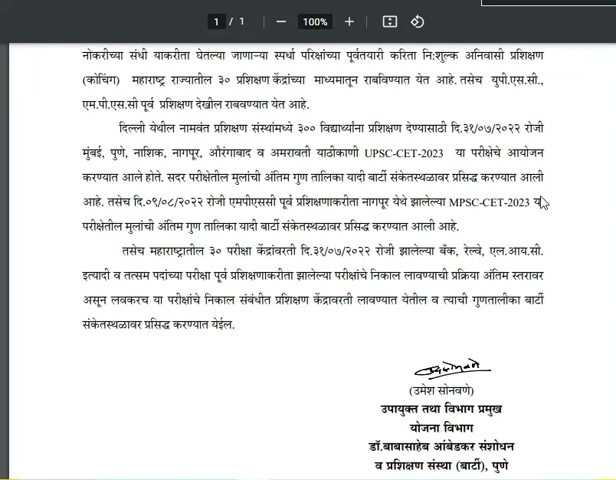 1 / 1 100%
नोकरीच्या संधी याकरीता घेतल्या जाणाऱ्या स्पर्धा परिक्षांच्या पूर्वतयारी करिता नि:शुल्क अनिवासी प्रशिक्षण
(कोचिंग) महाराष्ट्र राज्यातील ३० प्रशिक्षण केंद्रांच्या माध्यमातून राबविण्यात येत आहे. तसेच युपी.एस.सी.,
एम.पी.एस.सी पूर्व प्रशिक्षण देखील राबवण्यात येत आहे.
दिल्ली येथील नामवंत प्रशिक्षण संस्थांमध्ये ३०० विद्यार्थ्यांना प्रशिक्षण देण्यासाठी दि.३१/०७/२०२२ रोजी
मुंबई, पुणे, नाशिक, नागपूर, औरंगाबाद व अमरावती याठीकाणी UPSC-CET-2023 या परीक्षेचे आयोजन
करण्यात आले होते. सदर परीक्षेतील मुलांची अंतिम गुण तालिका यादी बार्टी संकेतस्थळावर प्रसिद्ध करण्यात आली
आहे. तसेच दि.०९/०८/२०२२ रोजी एमपीएससी पूर्व प्रशिक्षणाकरीता नागपूर येथे झालेल्या MPSC-CET-2023 य
परीक्षेतील मुलांची अंतिम गुण तालिका यादी बार्टी संकेतस्थळावर प्रसिद्ध करण्यात आली आहे.
तसेच महाराष्ट्रातील ३० परीक्षा केंद्रांवरती दि.३१/०७/२०२२ रोजी झालेल्या बँक, रेल्वे, एल.आय.सी.
इत्यादी व तत्सम पदांच्या परीक्षा पूर्व प्रशिक्षणाकरीता झालेल्या परीक्षांचे निकाल लावण्याची प्रक्रिया अंतिम स्तरावर
असून लवकरच या परीक्षांचे निकाल संबंधीत प्रशिक्षण केंद्रावरती लावण्यात येतील व त्याची गुणतालीका बार्टी
संकेतस्थळावर प्रसिद्ध करण्यात येईल.
(उमेश सोनवणे)
उपायुक्त तथा विभाग प्रमुख
योजना विभाग
डॉ.बाबासाहेब आंबेडकर संशोधन
व प्रशिक्षण संस्था (बार्टी), पुणे